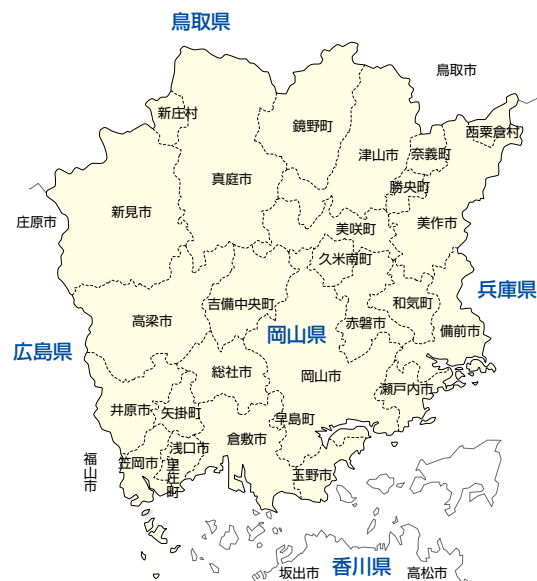 鳥取県
鳥取市
新庄村
鏡野町
西粟倉村
津山市
奈義町
真庭市
勝央町
新見市
庄原市
美咲町
美作市
久米南町
兵庫県
吉備中央町
和気町
高梁市
赤磐市
備前市
岡山県
広島県
総社市
岡山市
瀬戸内市
井原市
矢掛町
早島町
倉敷市
浅口市
笠岡市
里庄町
福山市
玉野市
香川県
坂出市
高松市